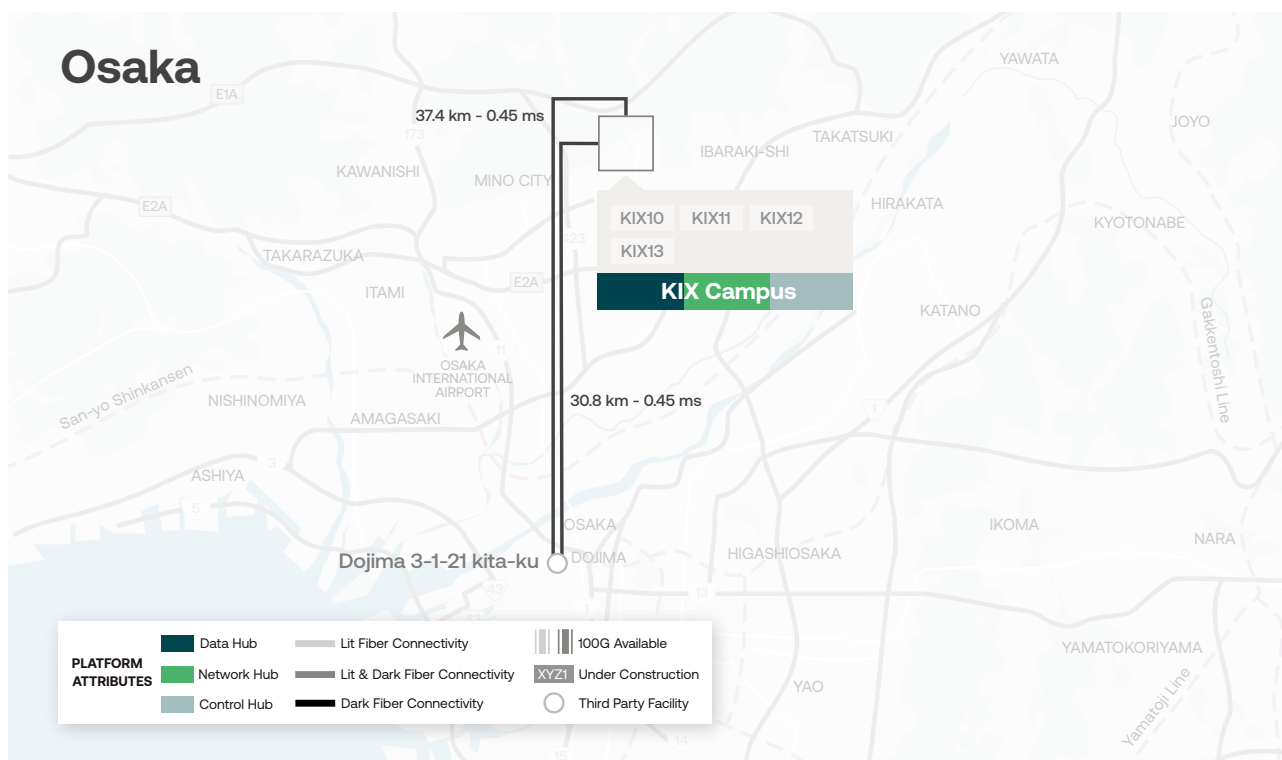 Osaka
YAWATA
E1A
37.4 km - 0.45 ms
JOYO
173
TAKATSUKI
IBARAKI-SHI
KAWANISHI
MINO CITY
E2A
HIRAKATA
KIX10 KIX11 KIX12
KYOTONABE
423
KIX13
TAKARAZUKA
E2A
ITAMI
KIX Campus
KATANO
Gakkentoshi Line
11
OSAKA
INTERNATIONAL
AIRPORT
San-yo Shinkansen
NISHINOMIYA
30.8 km - 0.45 ms
1
AMAGASAKI
3
ASHIYA
5
OSAKA
IKOMA
NARA
Dojima 3-1-21 kita-ku
DOJIMA
HIGASHIOSAKA
43
13
1
143
YAMATOKORIYAMA
YAO
Yamatoji Line
14
15
PLATFORM
ATTRIBUTES
Data Hub
Network Hub
Control Hub
Lit Fiber Connectivity
Lit & Dark Fiber Connectivity
Dark Fiber Connectivity
100G Available
XYZ1 Under Construction
Third Party Facility